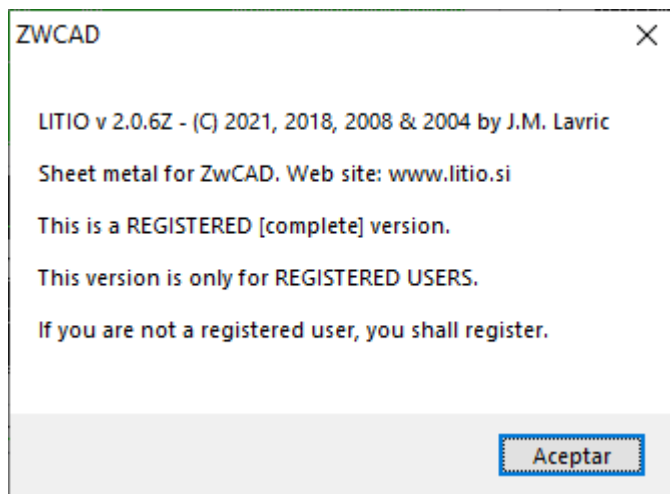 ZWCAD
LITIO v 2.0.6Z - (C) 2021, 2018, 2008 & 2004 by J.M. Lavric
Sheet metal for ZwCAD. Web site: www.litio.si
This is a REGISTERED [complete] version.
This version is only for REGISTERED USERS.
If you are not a registered user, you shall register.
Aceptar